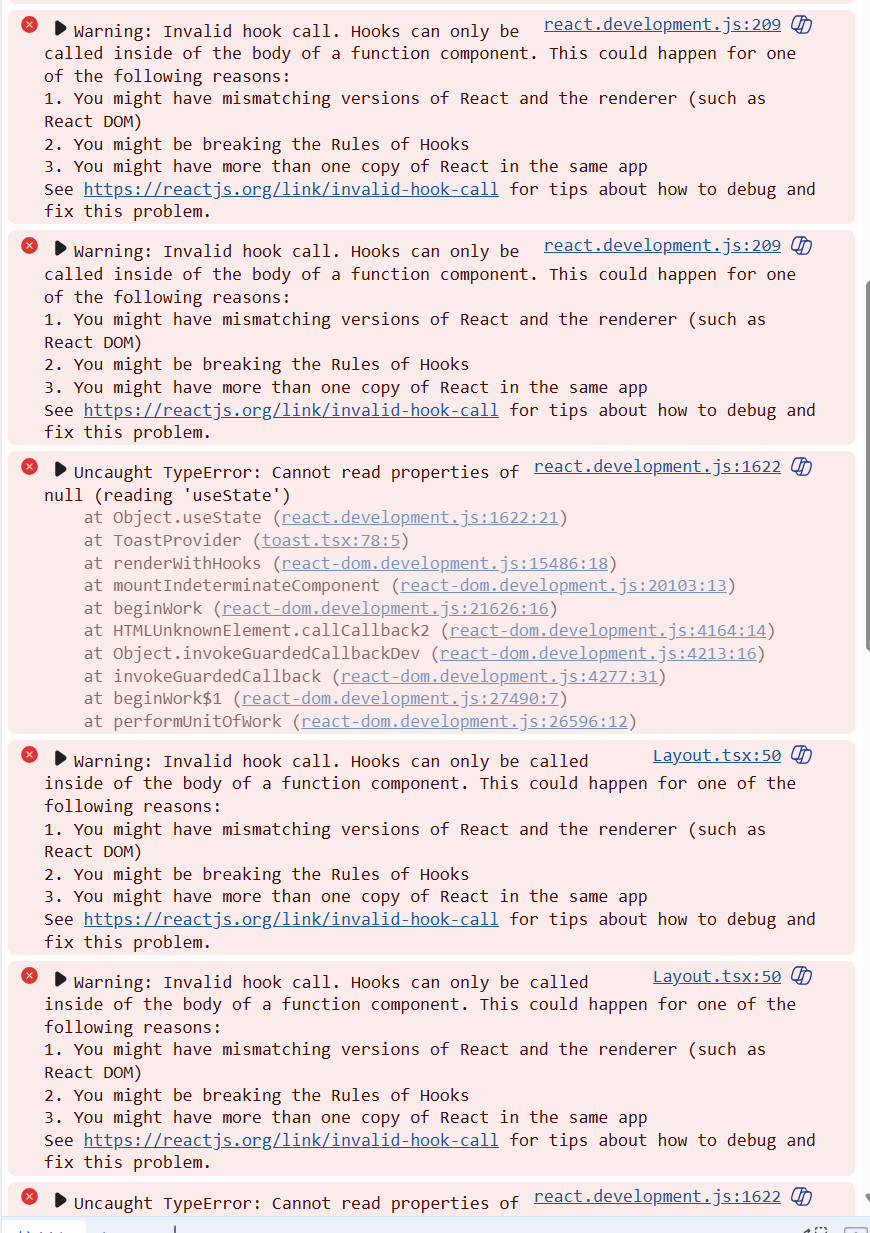 Warning: Invalid hook call. Hooks can only be react.development.js:209
called inside of the body of a function component. This could happen for one
of the following reasons:
1. You might have mismatching versions of React and the renderer (such as
React DOM)
2. You might be breaking the Rules of Hooks
3. You might have more than one copy of React in the same app
See https://reactjs.org/link/invalid-hook-call for tips about how to debug and
fix this problem.
Warning: Invalid hook call. Hooks can only be react.development.js:209
called inside of the body of a function component. This could happen for one
of the following reasons:
1. You might have mismatching versions of React and the renderer (such as
React DOM)
2. You might be breaking the Rules of Hooks
3. You might have more than one copy of React in the same app
See https://reactjs.org/link/invalid-hook-call for tips about how to debug and
fix this problem.
Uncaught TypeError: Cannot read properties of react.development.js:1622
null (reading 'useState')
at Object.useState (react.development.js:1622:21)
at ToastProvider (toast.tsx:78:5)
at renderWithHooks (react-dom.development.js:15486:18)
at mountIndeterminateComponent (react-dom.development.js:20103:13)
at beginWork (react-dom.development.js:21626:16)
at HTMLUnknownElement.callCallback2 (react-dom.development.js:4164:14)
at Object.invokeGuardedCallbackDev (react-dom.development.js:4213:16)
at invokeGuardedCallback (react-dom.development.js:4277:31)
at beginWork$1 (react-dom.development.js:27490:7)
at performUnitOfWork (react-dom.development.js:26596:12)
Warning: Invalid hook call. Hooks can only be called Layout.tsx:50
inside of the body of a function component. This could happen for one of the
following reasons:
1. You might have mismatching versions of React and the renderer (such as
React DOM)
2. You might be breaking the Rules of Hooks
3. You might have more than one copy of React in the same app
See https://reactjs.org/link/invalid-hook-call for tips about how to debug and
fix this problem.
Warning: Invalid hook call. Hooks can only be called Layout.tsx:50
inside of the body of a function component. This could happen for one of the
following reasons:
1. You might have mismatching versions of React and the renderer (such as
React DOM)
2. You might be breaking the Rules of Hooks
3. You might have more than one copy of React in the same app
See https://reactjs.org/link/invalid-hook-call for tips about how to debug and
fix this problem.
Uncaught TypeError: Cannot read properties of react.development.js:1622